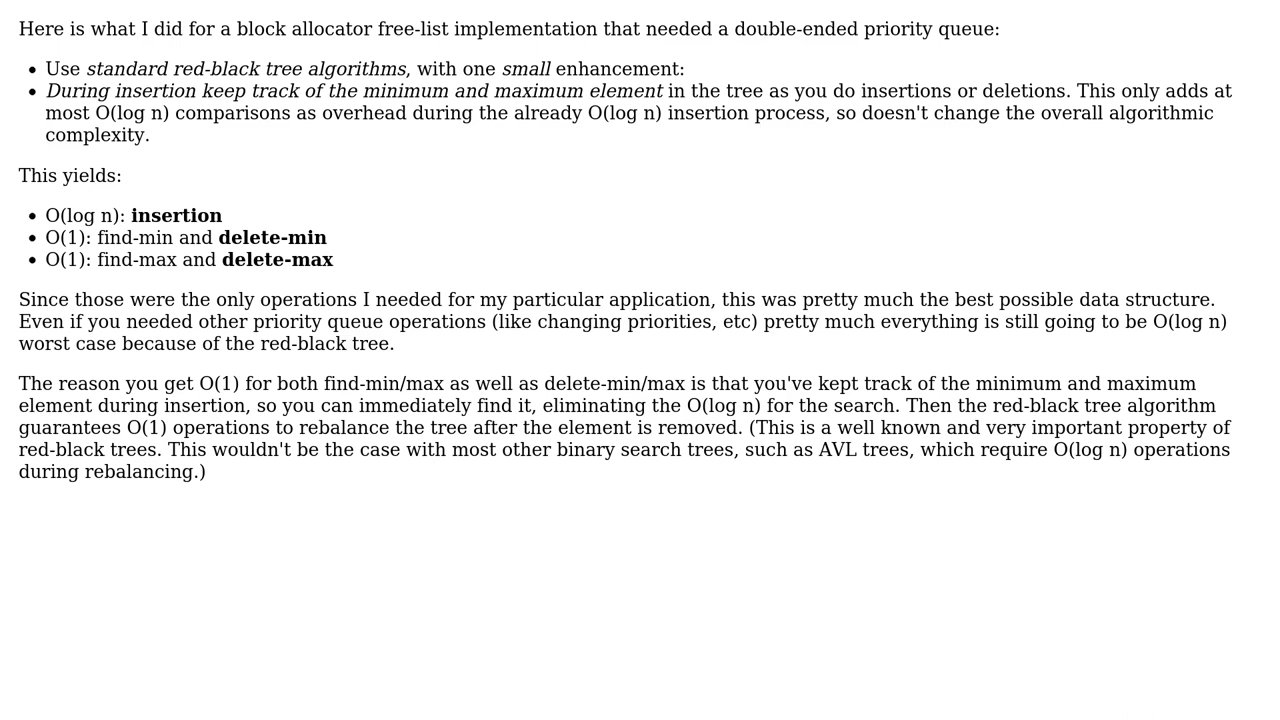 Here is what I did for a block allocator free-list implementation that needed a double-ended priority queue:
• Use standard red-black tree algorithms, with one small enhancement:
• During insertion keep track of the minimum and maximum element in the tree as you do insertions or deletions. This only adds at
most O(log n) comparisons as overhead during the already O(log n) insertion process, so doesn't change the overall algorithmic
complexity.
This yields:
• O(log n): insertion
• O(1): find-min and delete-min
• O(1): find-max and delete-max
Since those were the only operations I needed for my particular application, this was pretty much the best possible data structure.
Even if you needed other priority queue operations (like changing priorities, etc) pretty much everything is still going to be O(log n)
worst case because of the red-black tree.
The reason you get O(1) for both find-min/max as well as delete-min/max is that you've kept track of the minimum and maximum
element during insertion, so you can immediately find it, eliminating the O(log n) for the search. Then the red-black tree algorithm
guarantees O(1) operations to rebalance the tree after the element is removed. (This is a well known and very important property of
red-black trees. This wouldn't be the case with most other binary search trees, such as AVL trees, which require O(log n) operations
during rebalancing.)